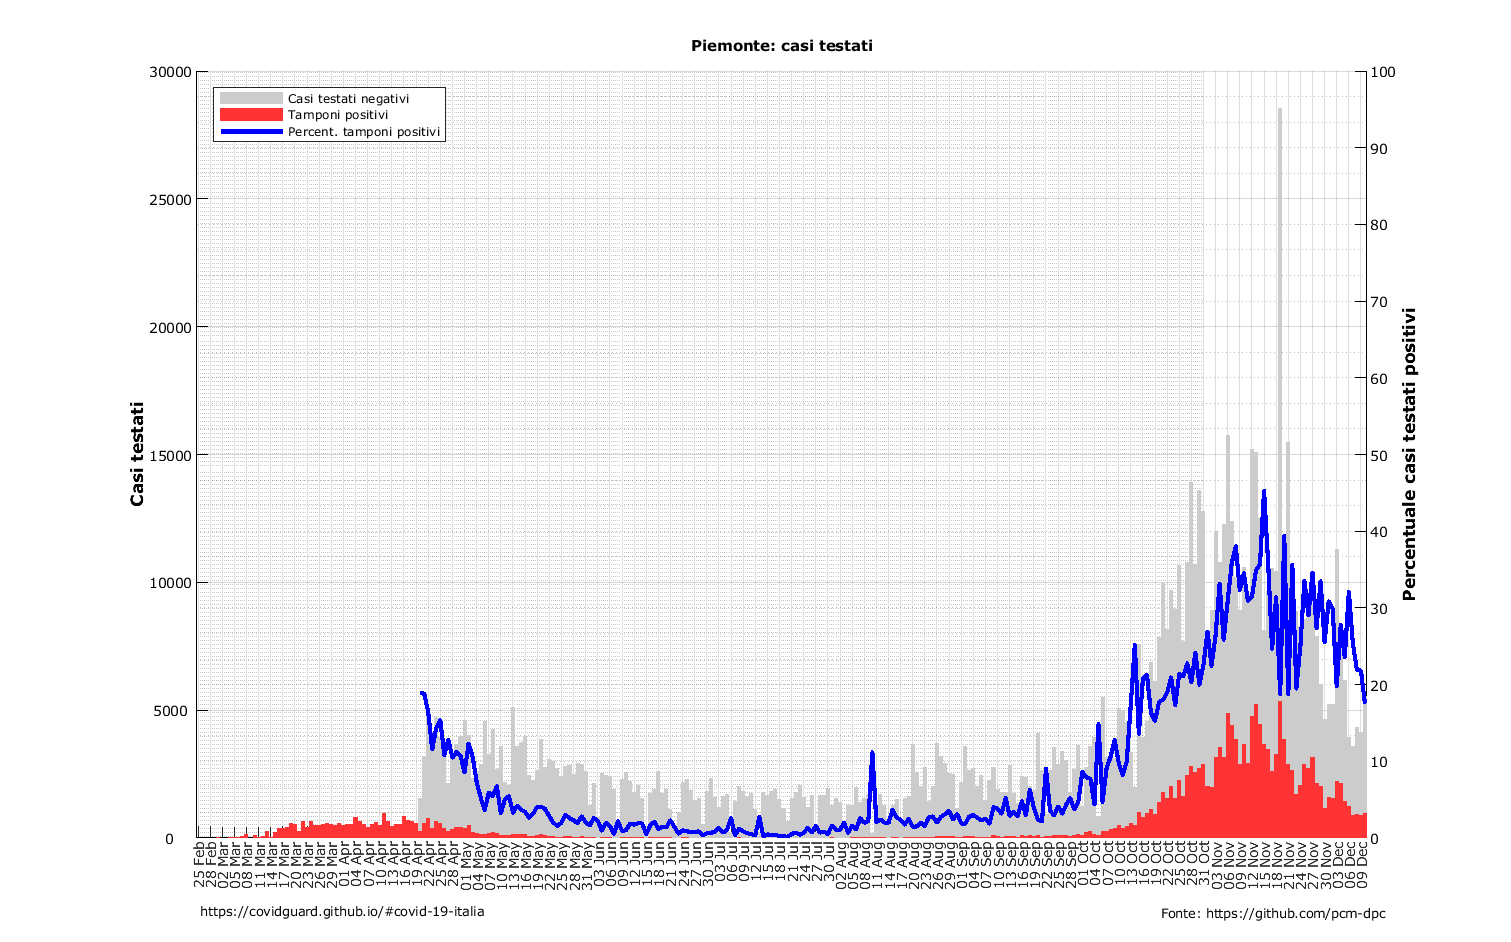 Piemonte: casi testati
30000
25000
20000
15000
10000
5000
0
Casi testati
Casi testati negativi
Tamponi positivi
Percent. tamponi positivi
100
90
80
70
60
50
40
30
20
10
0
Percentuale casi testati positivi
25 Feb
28 Feb
02 Mar
05 Mar
08 Mar
11 Mar
14 Mar
17 Mar
20 Mar
23 Mar
26 Mar
29 Mar
01 Apr
04 Apr
07 Apr
10 Apr
13 Apr
16 Apr
19 Apr
22 Apr
25 Apr
28 Apr
01 May
04 May
07 May
10 May
13 May
16 May
19 May
22 May
25 May
28 May
31 May
03 Jun
06 Jun
09 Jun
12 Jun
15 Jun
18 Jun
21 Jun
24 Jun
27 Jun
30 Jun
03 Jul
06 Jul
09 Jul
12 Jul
15 Jul
18 Jul
21 Jul
24 Jul
27 Jul
30 Jul
02 Aug
05 Aug
08 Aug
11 Aug
14 Aug
17 Aug
20 Aug
23 Aug
26 Aug
29 Aug
01 Sep
04 Sep
07 Sep
10 Sep
13 Sep
16 Sep
19 Sep
22 Sep
25 Sep
28 Sep
01 Oct
04 Oct
07 Oct
10 Oct
13 Oct
16 Oct
19 Oct
22 Oct
25 Oct
28 Oct
31 Oct
03 Nov
06 Nov
09 Nov
12 Nov
15 Nov
18 Nov
21 Nov
24 Nov
27 Nov
30 Nov
03 Dec
06 Dec
09 Dec
https://covidguard.github.io/#covid-19-italia
Fonte: https://github.com/pcm-dpc